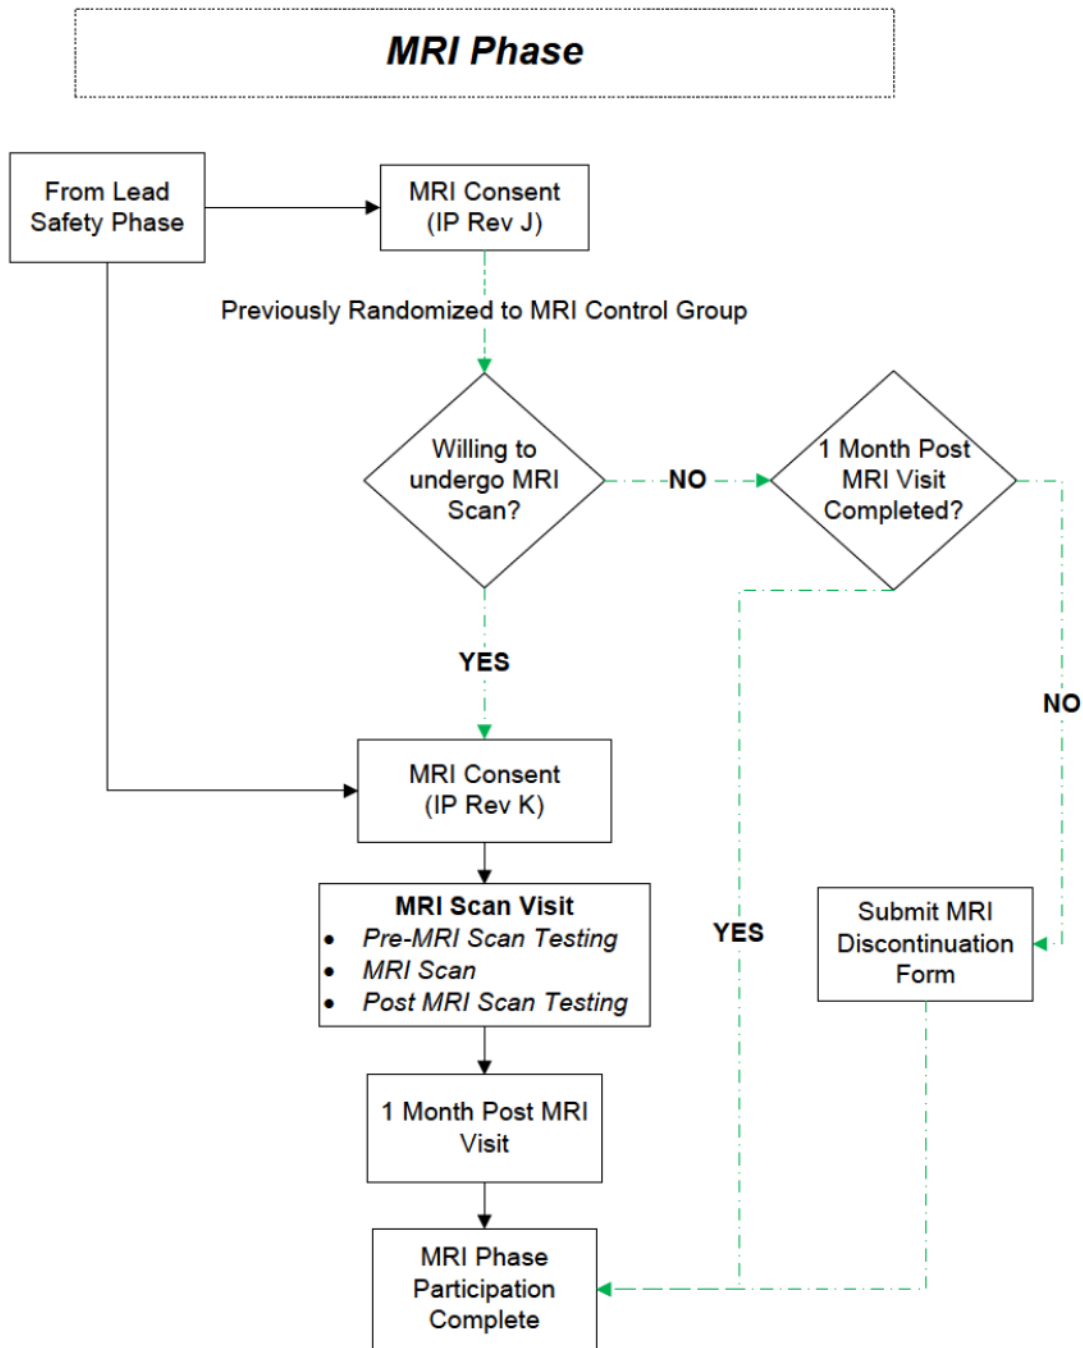 MRI Phase
From Lead
Safety Phase
MRI Consent
(IP Rev J)
Previously Randomized to MRI Control Group
Willing to
undergo MRI
Scan?
NO
1 Month Post
MRI Visit
Completed?
YES
NO
MRI Consent
(IP Rev K)
MRI Scan Visit
• Pre-MRI Scan Testing
• MRI Scan
• Post MRI Scan Testing
YES
Submit MRI
Discontinuation
Form
1 Month Post MRI
Visit
MRI Phase
Participation
Complete